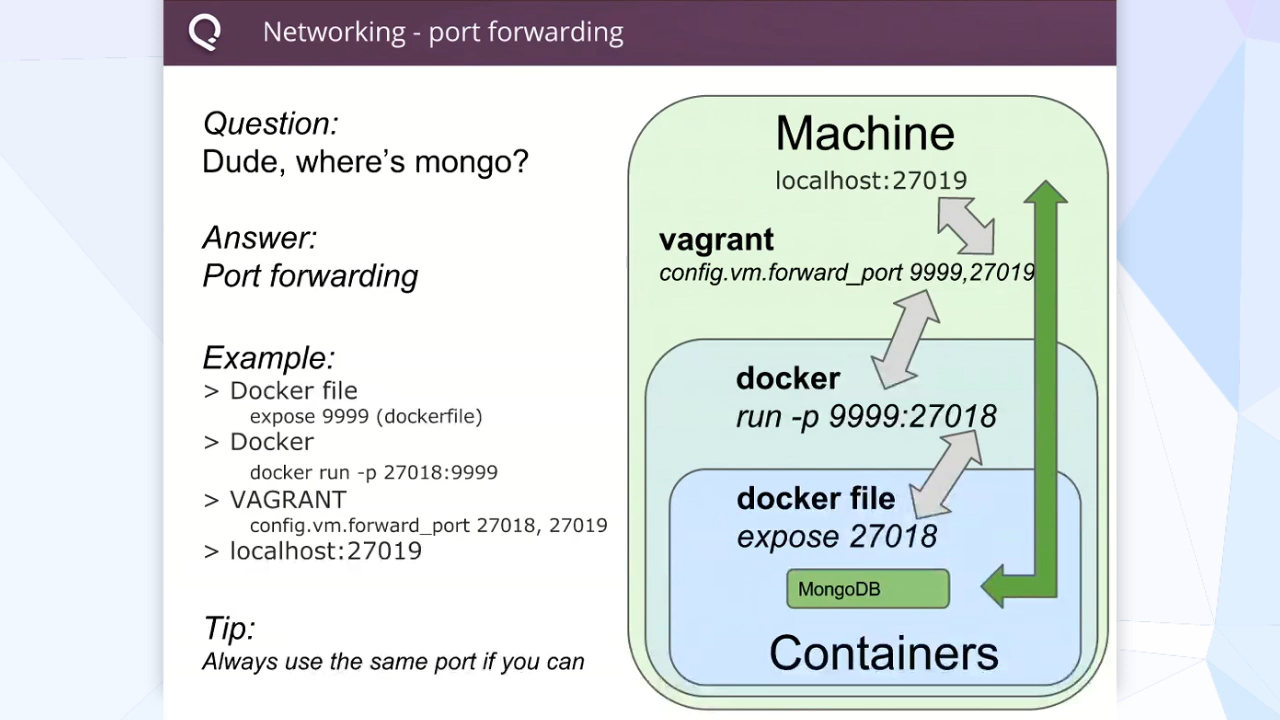 Networking - port forwarding
Question:
Dude, where's mongo?
Answer:
Port forwarding
Example:
> Docker file
expose 9999 (dockerfile)
> Docker
docker run -p 27018:9999
> VAGRANT
config.vm.forward_port 27018, 27019
> localhost:27019
Tip:
Always use the same port if you can
Machine
localhost:27019
vagrant
config.vm.forward_port 9999,27019
docker
run -p 9999:27018
docker file
expose 27018
MongoDB
Containers